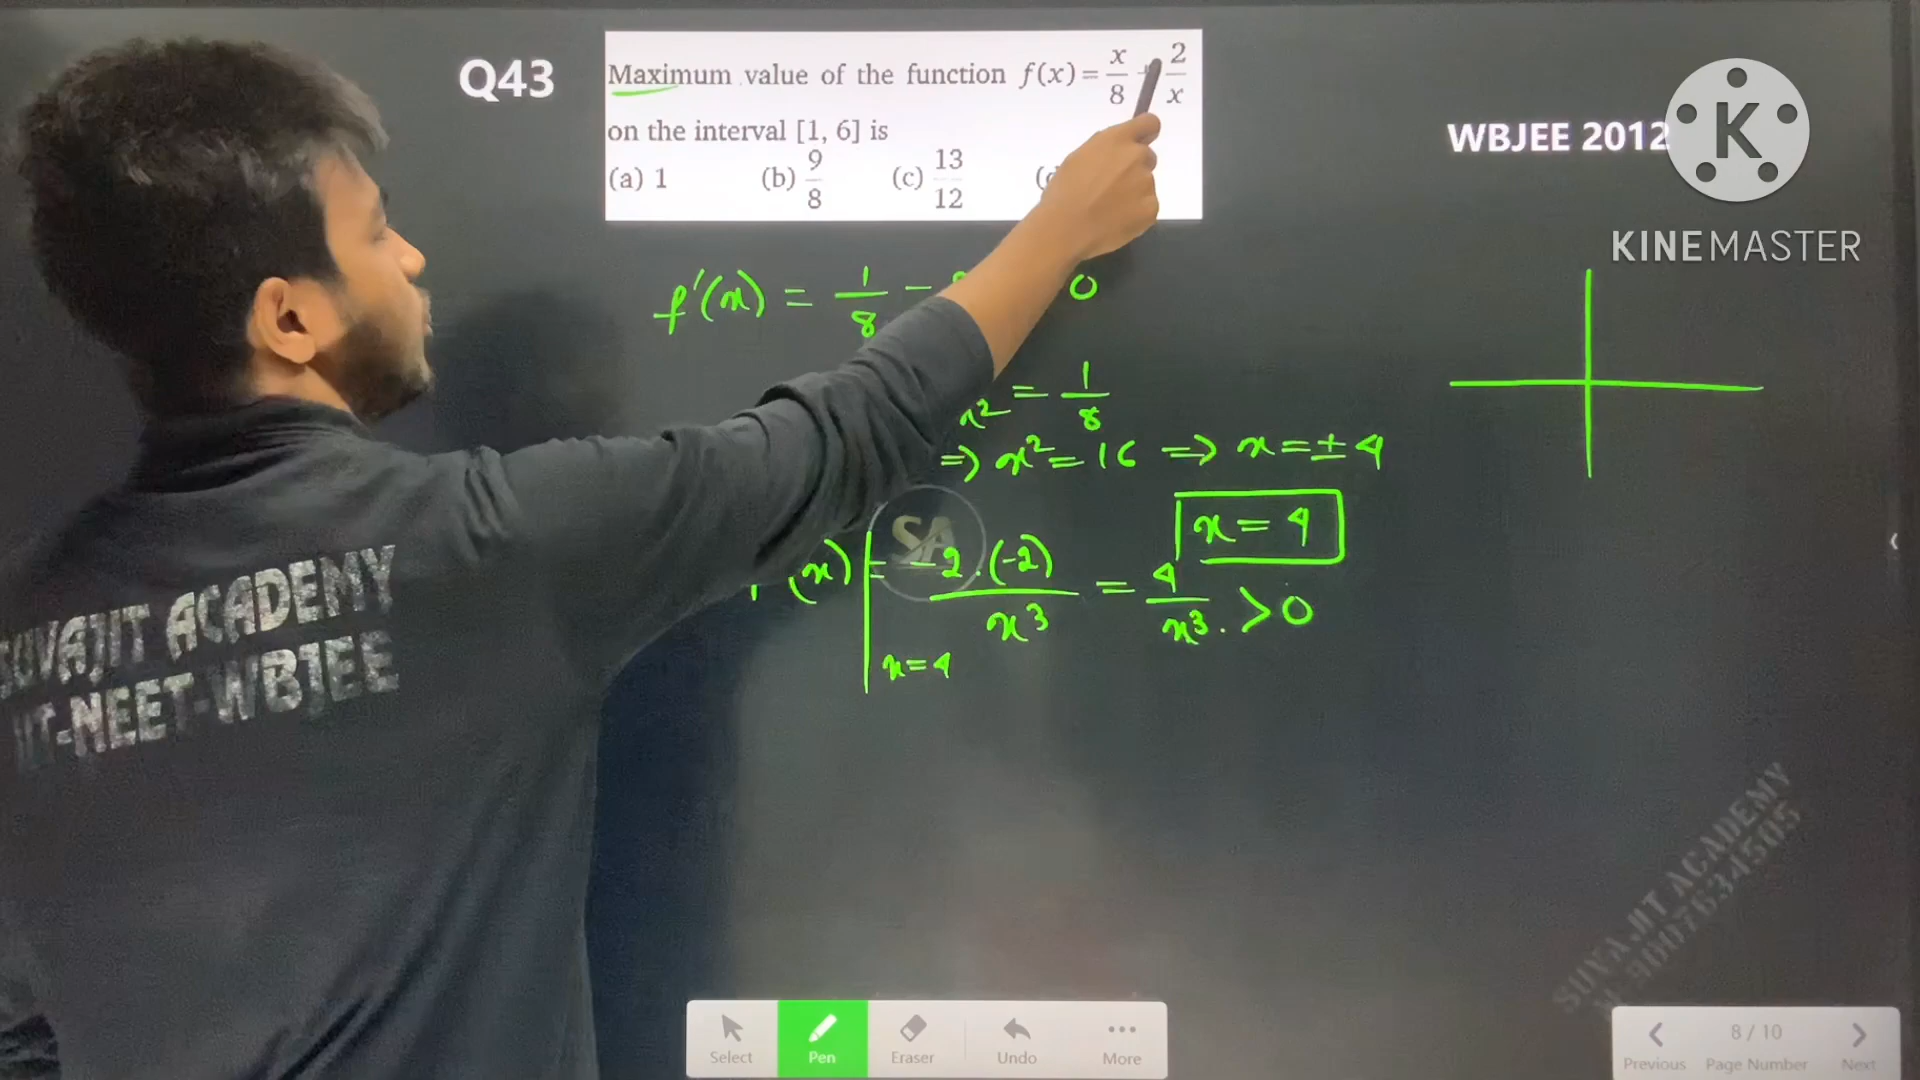 Q43
Maximum value of the function f(x) = x/8 + 2/x
on the interval [1, 6] is
(a) 1 (b) 9/8 (c) 13/12
WBJEE 2012
K
KINEMASTER
f'(x) = 1/8 - 0
x² = 1/8
=> x² = 16 => x = ± 4
x = 4
(x) | x=4 = -2.(-2)/x³ = 4/x³. > 0
SA
SUVAJIT ACADEMY
IIT-NEET-WBJEE
SUVAJIT ACADEMY
Select Pen Eraser Undo More
8 / 10
Previous Page Number Next